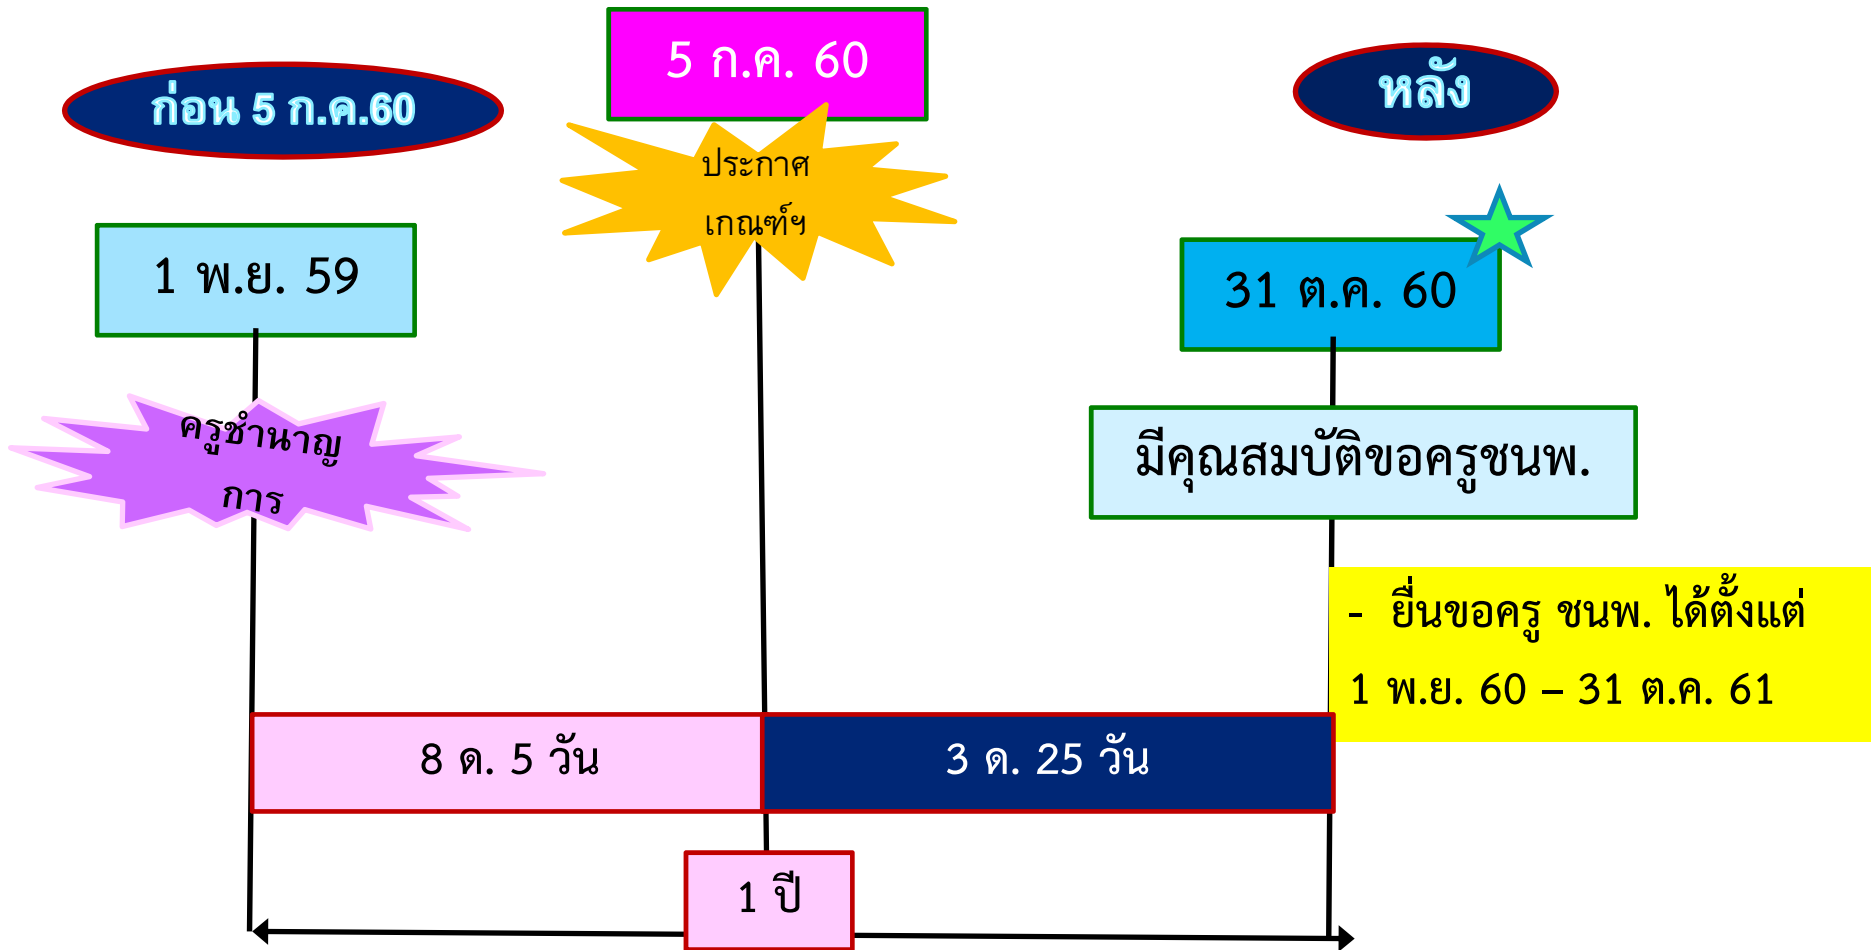 5 ก.ค. 60
ก่อน 5 ก.ค.60
หลัง
ประกาศ
เกณฑ์ฯ
1 พ.ย. 59
31 ต.ค. 60
ครูชำนาญ
การ
มีคุณสมบัติขอครูชนพ.
- ยื่นขอครู ชนพ. ได้ตั้งแต่
1 พ.ย. 60 – 31 ต.ค. 61
8 ด. 5 วัน
3 ด. 25 วัน
1 ปี